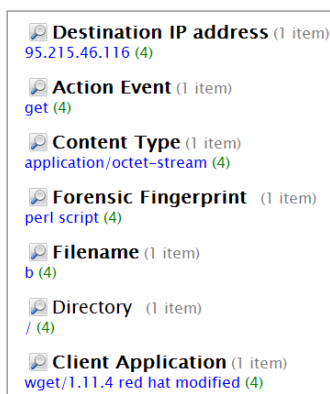 Destination IP address (1 item)
95.215.46.116 (4)
Action Event (1 item)
get (4)
Content Type (1 item)
application/octet-stream (4)
Forensic Fingerprint (1 item)
perl script (4)
Filename (1 item)
b (4)
Directory (1 item)
/ (4)
Client Application (1 item)
wget/1.11.4 red hat modified (4)